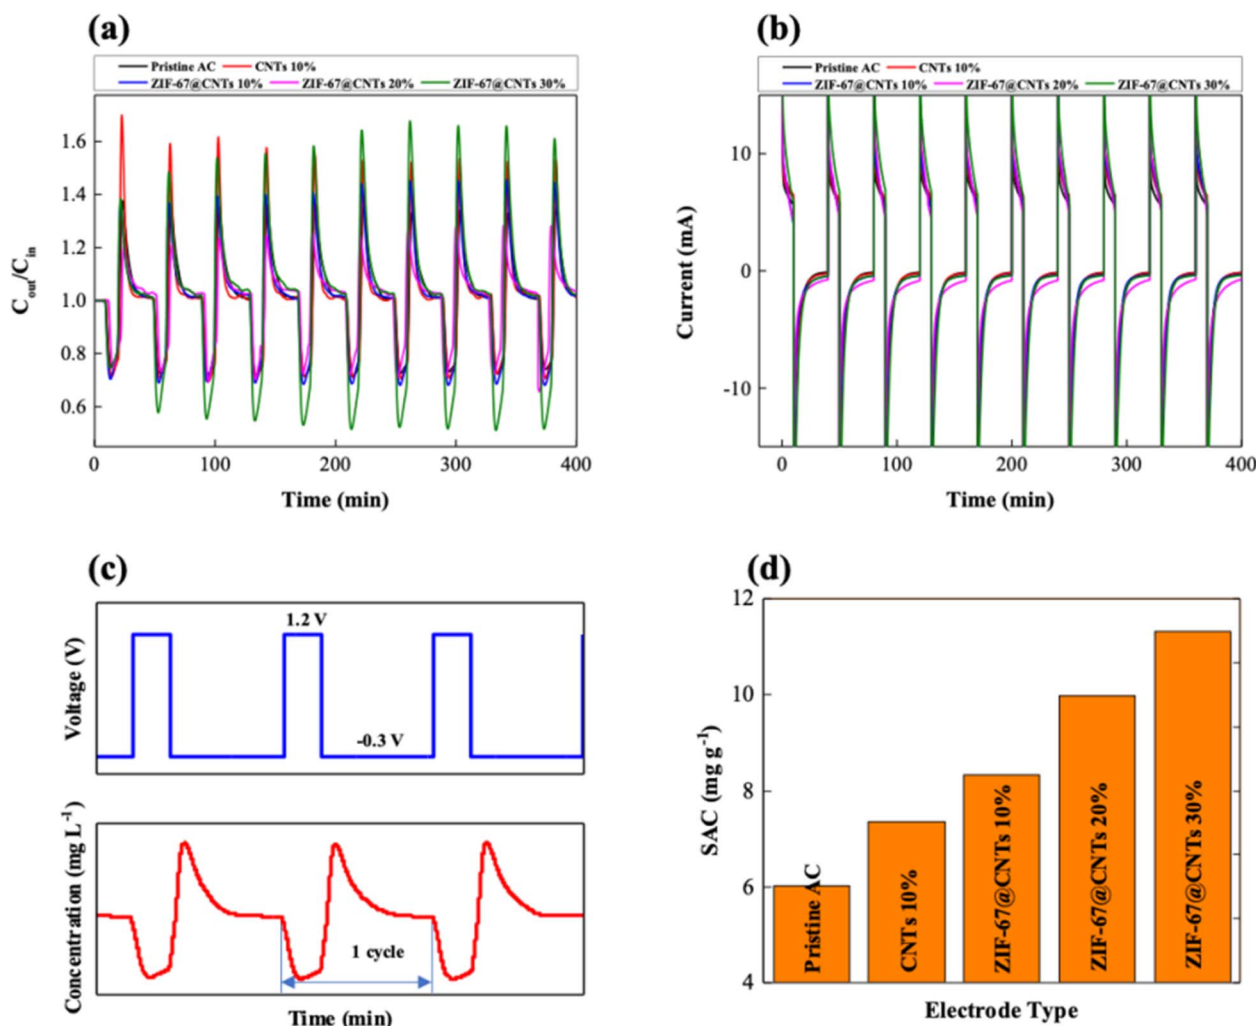 (a)
Pristine AC CNTs 10%
ZIF-67@CNTs 10% ZIF-67@CNTs 20% ZIF-67@CNTs 30%
1.6
1.4
1.2
1.0
0.8
0.6
C_out/C_in
0 100 200 300 400
Time (min)
(b)
Pristine AC CNTs 10%
ZIF-67@CNTs 10% ZIF-67@CNTs 20% ZIF-67@CNTs 30%
10
0
-10
Current (mA)
0 100 200 300 400
Time (min)
(c)
Voltage (V)
1.2 V
-0.3 V
Concentration (mg L⁻¹)
1 cycle
Time (min)
(d)
12
10
8
6
4
SAC (mg g⁻¹)
Pristine AC
CNTs 10%
ZIF-67@CNTs 10%
ZIF-67@CNTs 20%
ZIF-67@CNTs 30%
Electrode Type